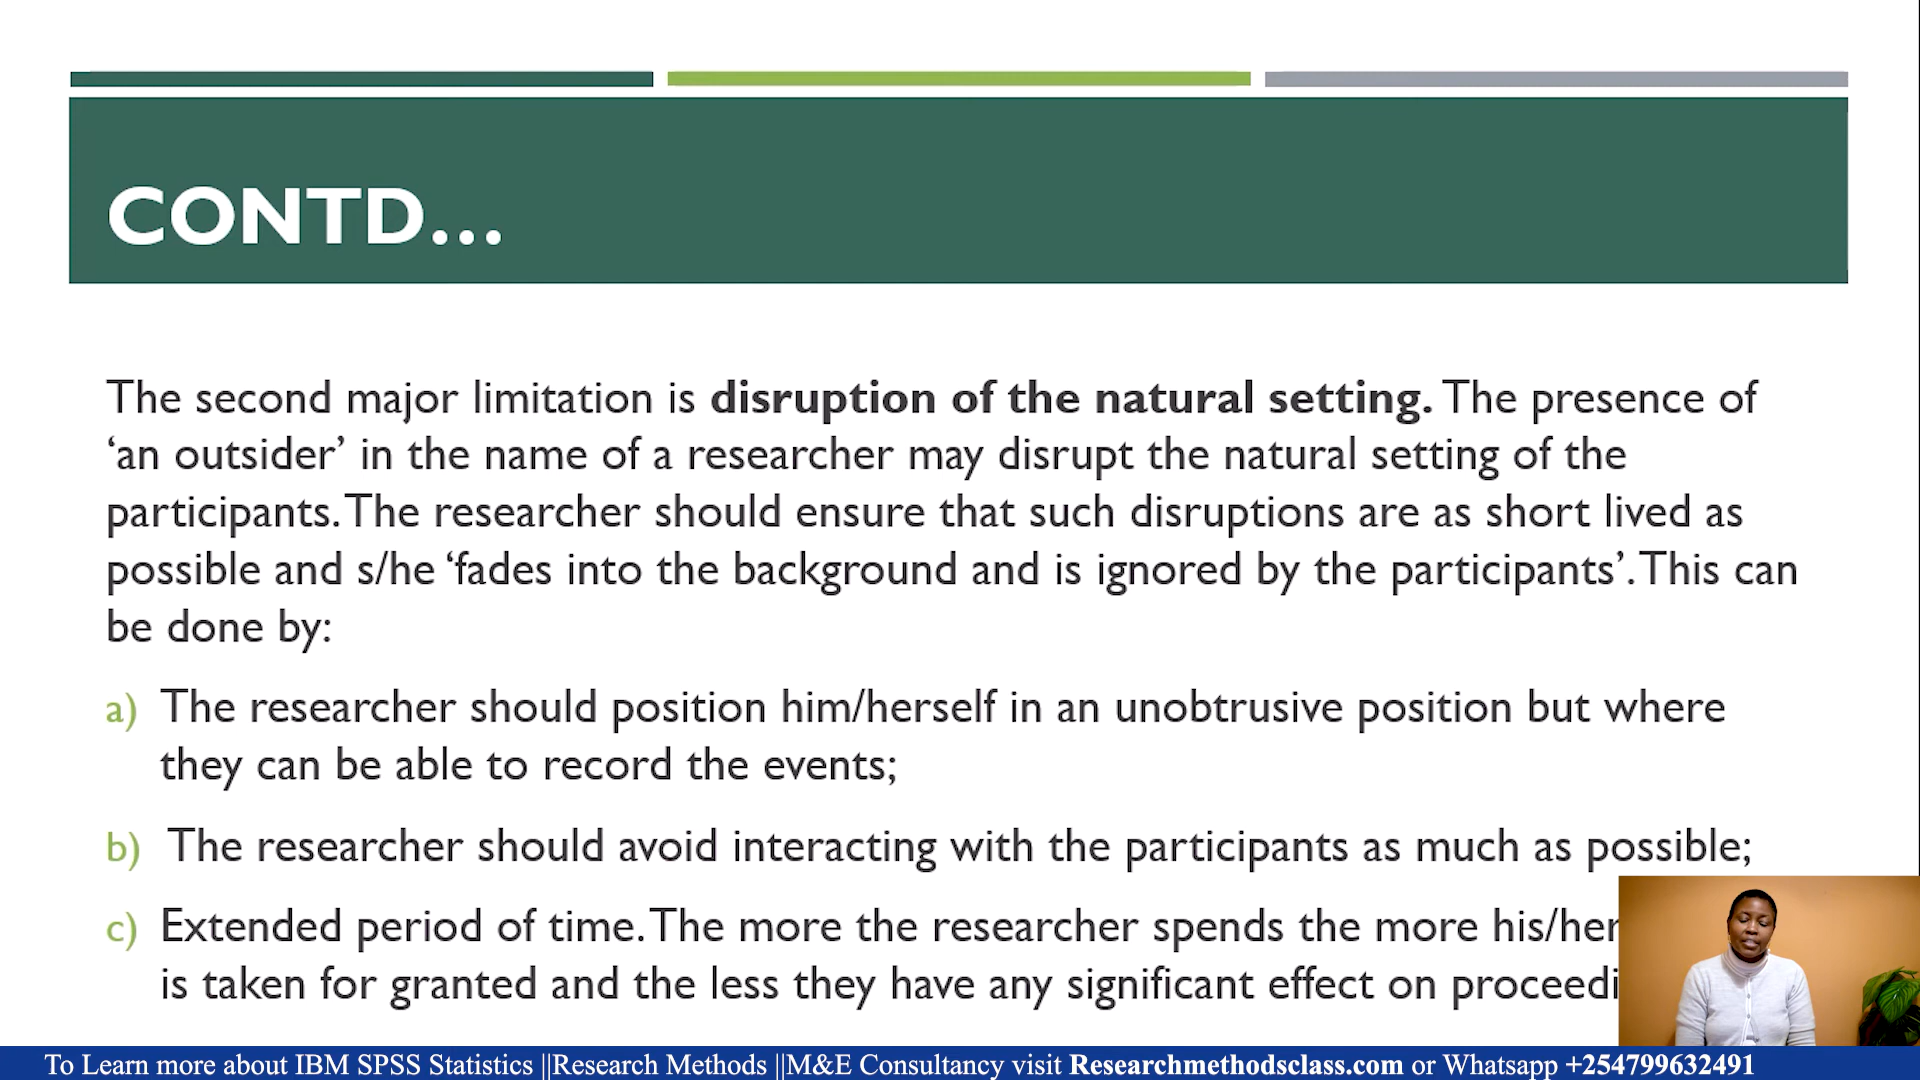 CONTD...
The second major limitation is disruption of the natural setting. The presence of
‘an outsider’ in the name of a researcher may disrupt the natural setting of the
participants. The researcher should ensure that such disruptions are as short lived as
possible and s/he ‘fades into the background and is ignored by the participants’. This can
be done by:
a) The researcher should position him/herself in an unobtrusive position but where
they can be able to record the events;
b) The researcher should avoid interacting with the participants as much as possible;
c) Extended period of time. The more the researcher spends the more his/her
is taken for granted and the less they have any significant effect on
To Learn more about IBM SPSS Statistics ||Research Methods ||M&E Consultancy visit Researchmethodsclass.com or Whatsapp +254799632491